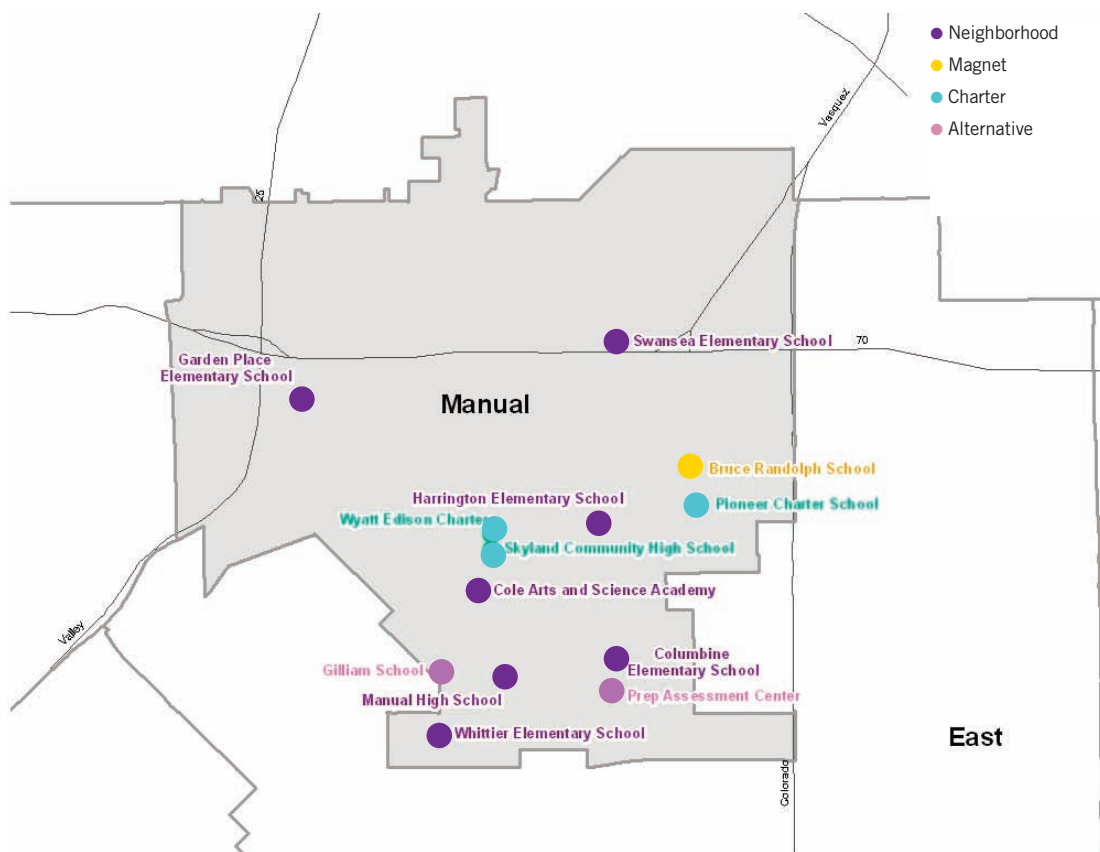 Neighborhood
Magnet
Charter
Alternative
Vasquez
25
Swansea Elementary School
70
Garden Place
Elementary School
Manual
Bruce Randolph School
Harrington Elementary School
Pioneer Charter School
Wyatt Edison Charter
Skyland Community High School
Cole Arts and Science Academy
Valley
Columbine
Elementary School
Gilliam School
Manual High School
Prep Assessment Center
Whittier Elementary School
East
Colorado